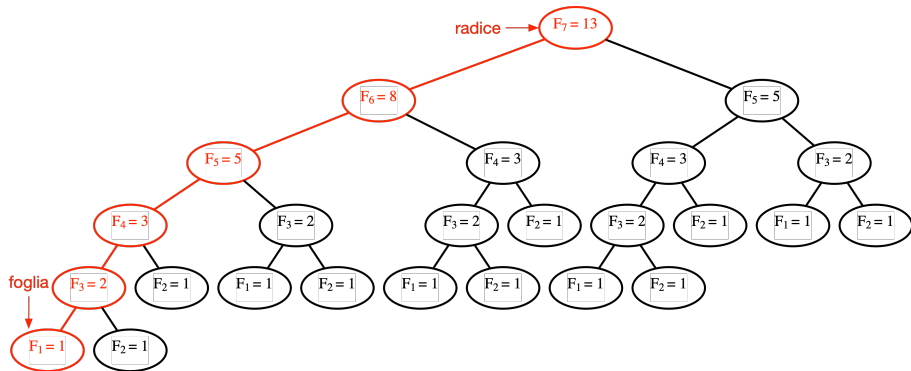 radice
F₇ = 13
F₆ = 8
F₅ = 5
F₅ = 5
F₄ = 3
F₄ = 3
F₃ = 2
F₄ = 3
F₃ = 2
F₃ = 2
F₂ = 1
F₃ = 2
F₂ = 1
F₁ = 1
F₂ = 1
foglia
F₃ = 2
F₂ = 1
F₁ = 1
F₂ = 1
F₁ = 1
F₂ = 1
F₁ = 1
F₂ = 1
F₁ = 1
F₂ = 1